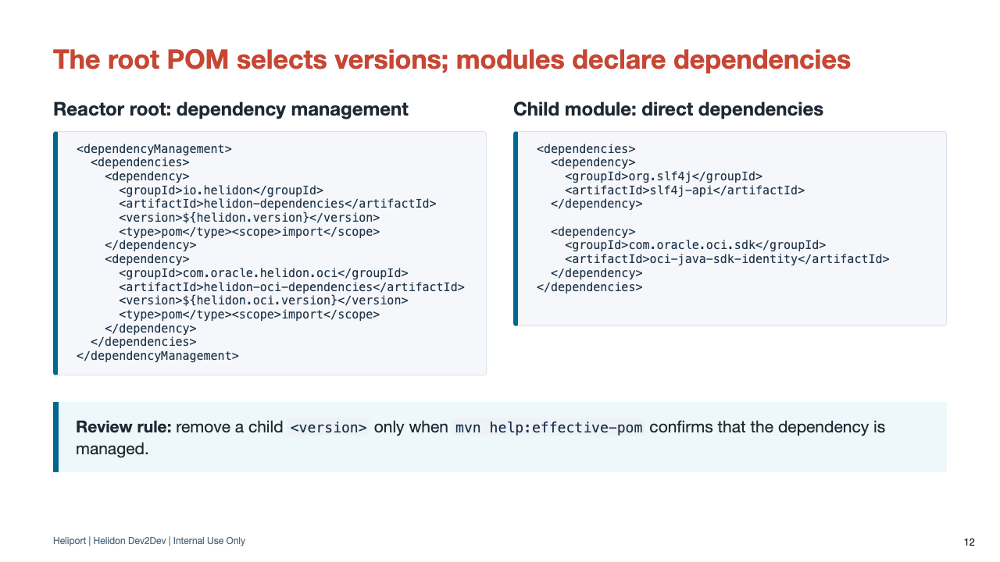 The root POM selects versions; modules declare dependencies
Reactor root: dependency management
<dependencyManagement>
  <dependencies>
    <dependency>
      <groupId>io.helidon</groupId>
      <artifactId>helidon-dependencies</artifactId>
      <version>${helidon.version}</version>
      <type>pom</type><scope>import</scope>
    </dependency>
    <dependency>
      <groupId>com.oracle.helidon.oci</groupId>
      <artifactId>helidon-oci-dependencies</artifactId>
      <version>${helidon.oci.version}</version>
      <type>pom</type><scope>import</scope>
    </dependency>
  </dependencies>
</dependencyManagement>
Child module: direct dependencies
<dependencies>
  <dependency>
    <groupId>org.slf4j</groupId>
    <artifactId>slf4j-api</artifactId>
  </dependency>

  <dependency>
    <groupId>com.oracle.oci.sdk</groupId>
    <artifactId>oci-java-sdk-identity</artifactId>
  </dependency>
</dependencies>
Review rule: remove a child <version> only when mvn help:effective-pom confirms that the dependency is
managed.
Heliport | Helidon Dev2Dev | Internal Use Only
12